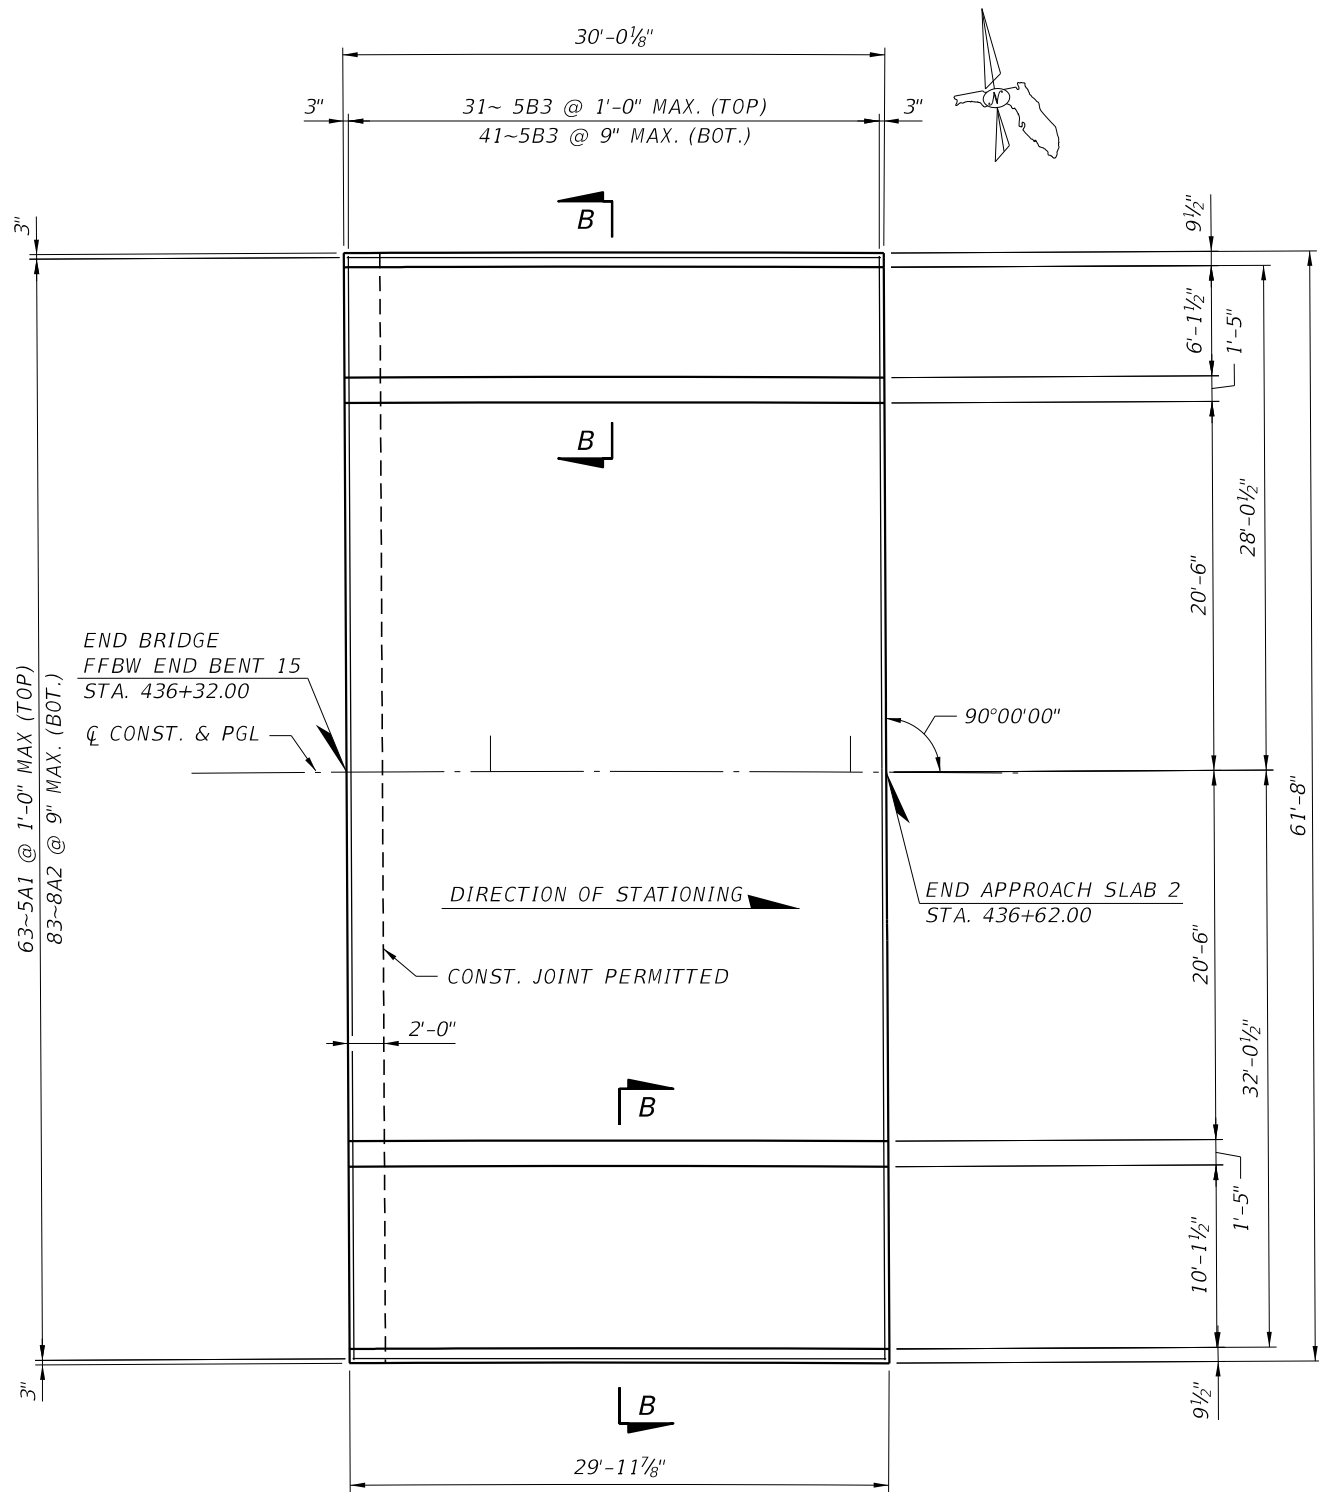 30'-0⅛"
3"
31~ 5B3 @ 1'-0" MAX. (TOP)
3"
41~5B3 @ 9" MAX. (BOT.)
N
B
3"
9½"
6'-1½"
1'-5"
B
28'-0½"
20'-6"
END BRIDGE
FFBW END BENT 15
STA. 436+32.00
℄ CONST. & PGL
90°00'00"
63~5A1 @ 1'-0" MAX (TOP)
83~8A2 @ 9" MAX. (BOT.)
61'-8"
DIRECTION OF STATIONING
END APPROACH SLAB 2
STA. 436+62.00
20'-6"
CONST. JOINT PERMITTED
2'-0"
32'-0½"
B
1'-5"
10'-1½"
3"
9½"
B
29'-11⅞"